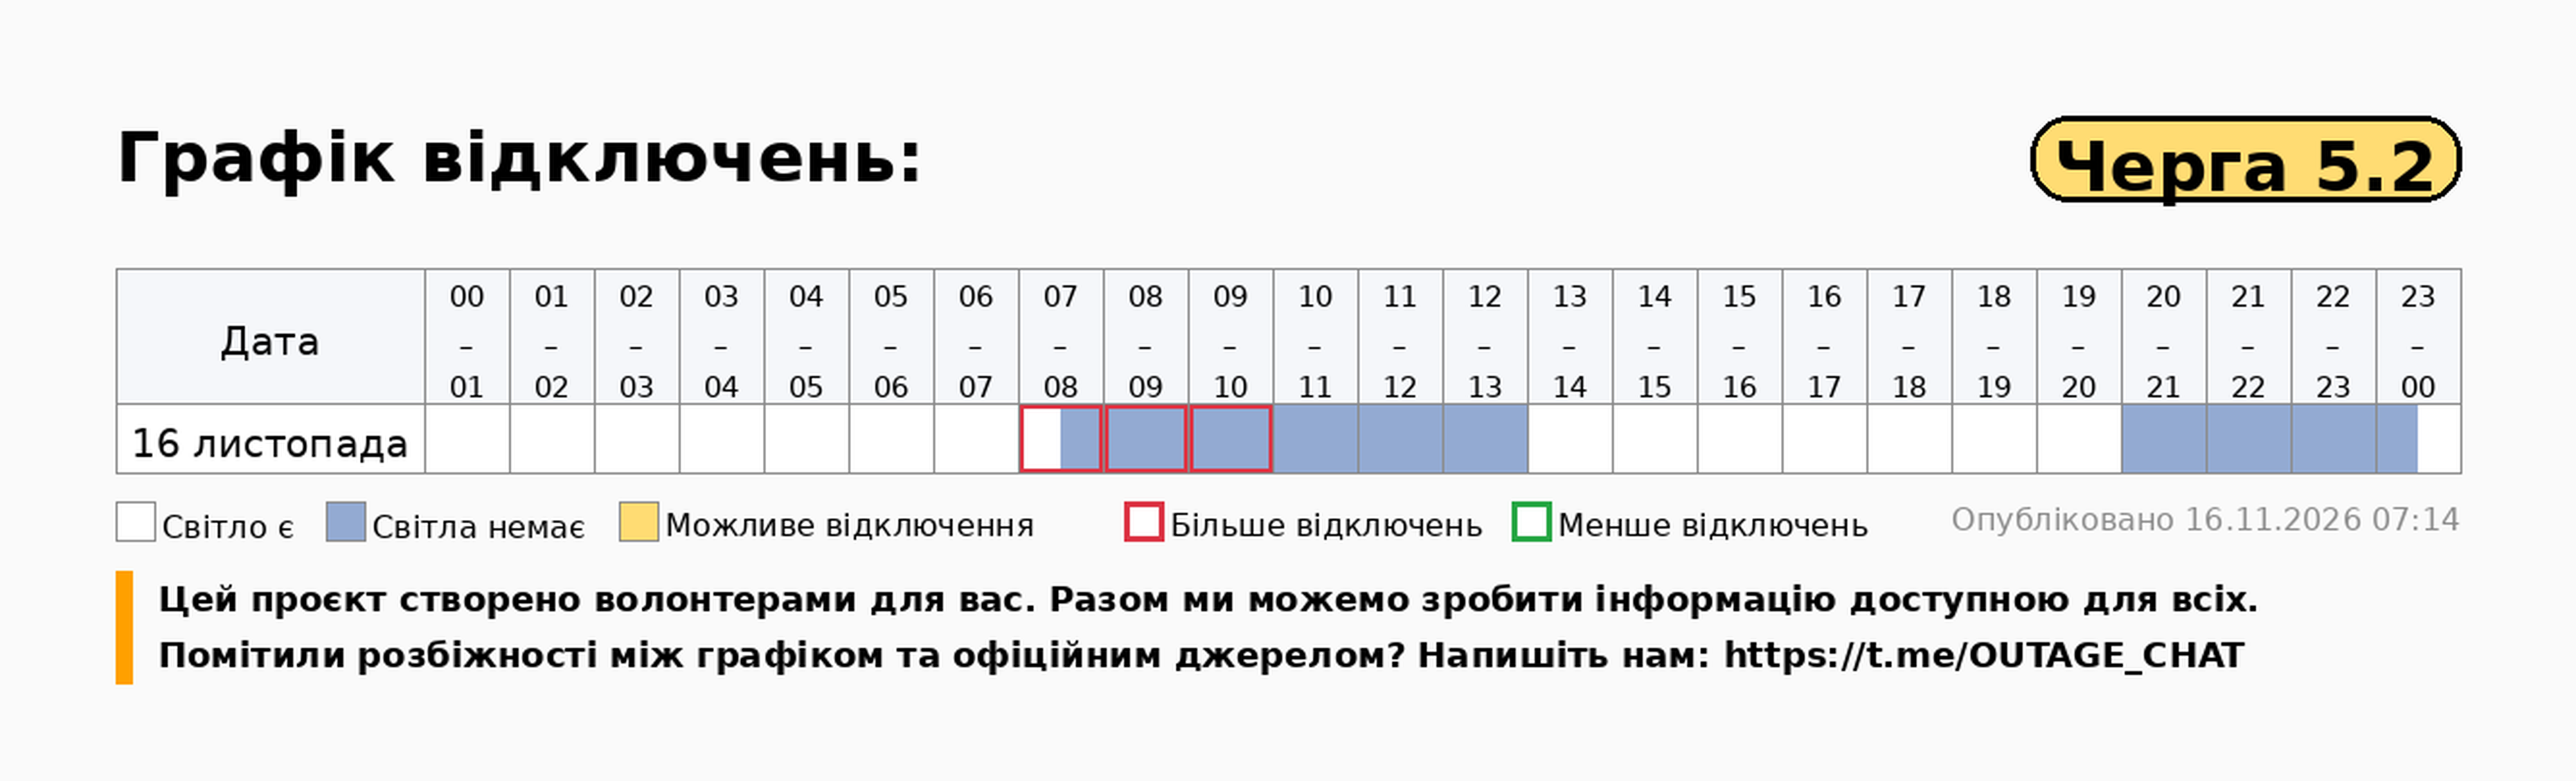 Графік відключень:
Черга 5.2
Дата
00 – 01
01 – 02
02 – 03
03 – 04
04 – 05
05 – 06
06 – 07
07 – 08
08 – 09
09 – 10
10 – 11
11 – 12
12 – 13
13 – 14
14 – 15
15 – 16
16 – 17
17 – 18
18 – 19
19 – 20
20 – 21
21 – 22
22 – 23
23 – 00
16 листопада
Світло є
Світла немає
Можливе відключення
Більше відключень
Менше відключень
Опубліковано 16.11.2026 07:14
Цей проєкт створено волонтерами для вас. Разом ми можемо зробити інформацію доступною для всіх.
Помітили розбіжності між графіком та офіційним джерелом? Напишіть нам: https://t.me/OUTAGE_CHAT